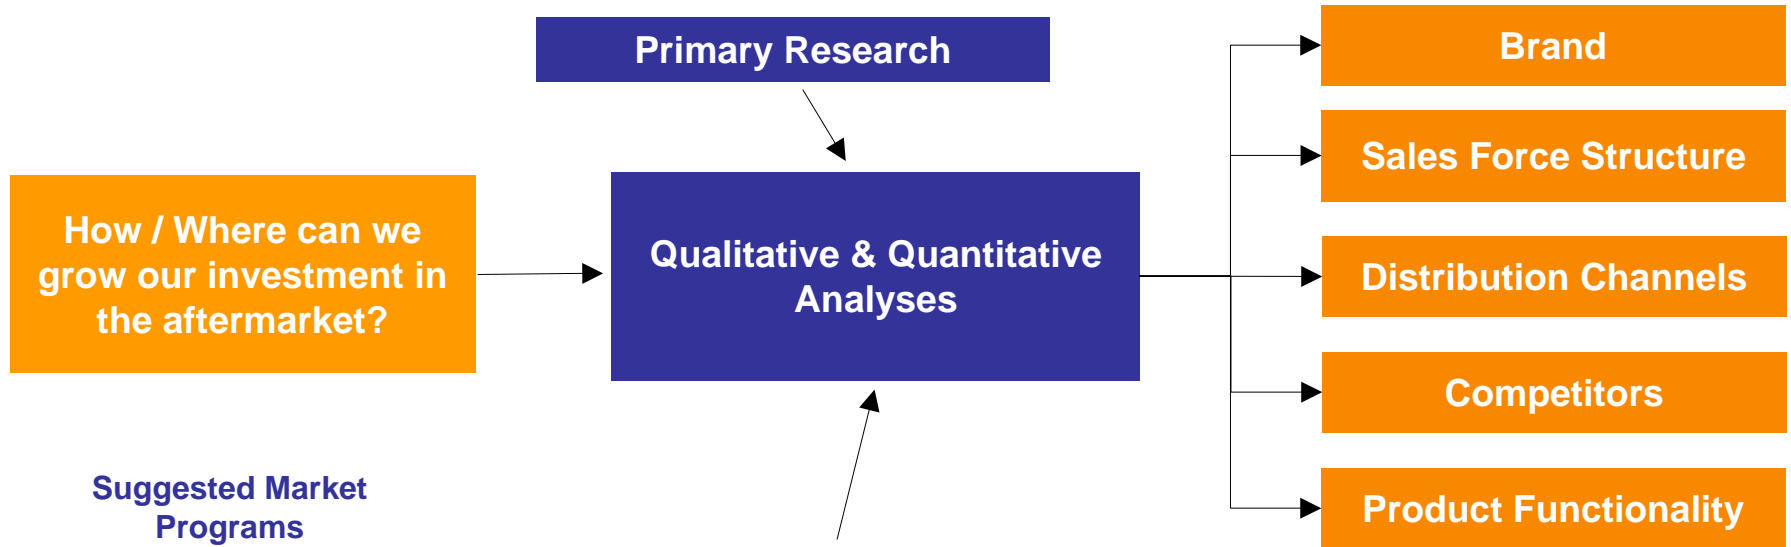 Primary Research
Brand
Sales Force Structure
How / Where can we
grow our investment in
the aftermarket?
Qualitative & Quantitative
Analyses
Distribution Channels
Competitors
Suggested Market
Programs
Product Functionality